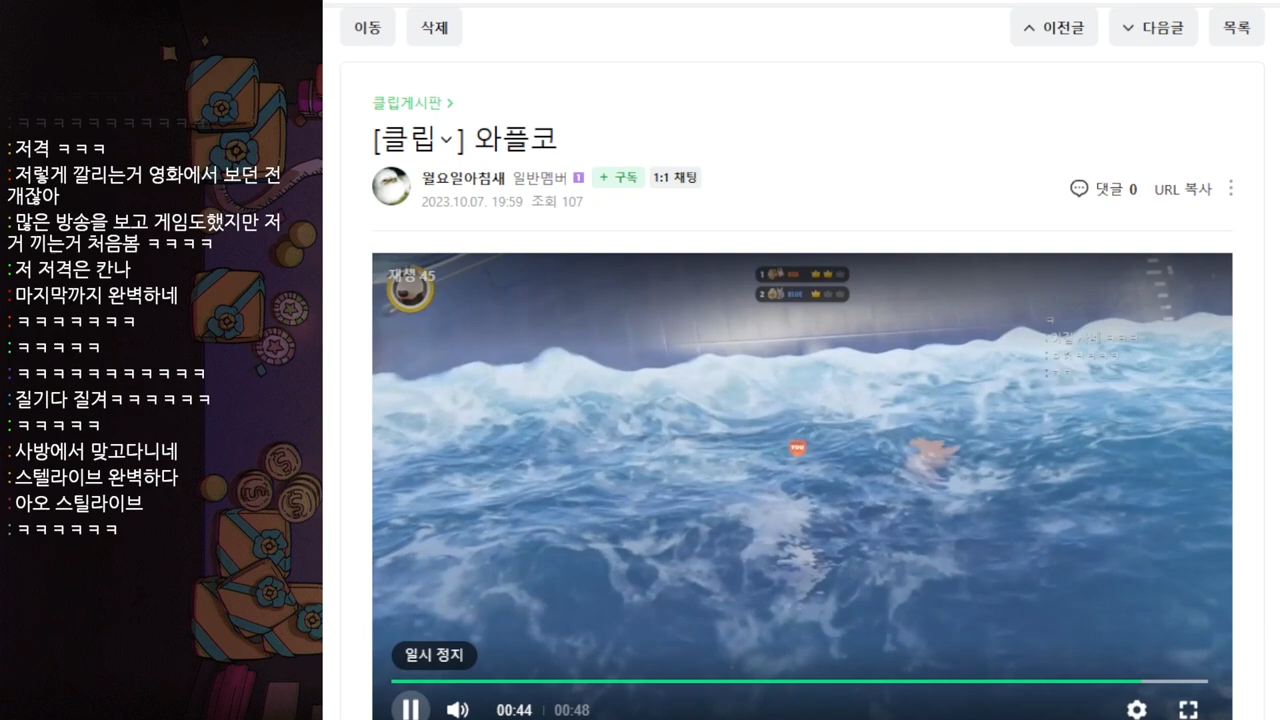 이동
삭제
이전글
다음글
목록
클립게시판 >
[클립] 와플코
월요일아침새 일반멤버 1 + 구독 1:1 채팅
2023.10.07. 19:59 조회 107
댓글 0 URL 복사
:ㅋㅋㅋㅋㅋㅋㅋㅋㅋㅋㅋ
:저격 ㅋㅋㅋ
:저렇게 깔리는거 영화에서 보던 전
개잖아
:많은 방송을 보고 게임도했지만 저
거 끼는거 처음봄 ㅋㅋㅋㅋ
:저 저격은 칸나
:마지막까지 완벽하네
:ㅋㅋㅋㅋㅋㅋㅋ
:ㅋㅋㅋㅋㅋ
:ㅋㅋㅋㅋㅋㅋㅋㅋㅋㅋㅋ
:질기다 질겨ㅋㅋㅋㅋㅋㅋ
:ㅋㅋㅋㅋㅋ
:사방에서 맞고다니네
:스텔라이브 완벽하다
:아오 스틸라이브
:ㅋㅋㅋㅋㅋㅋ
재생 45
1 RED
2 BLUE
YOU
일시 정지
00:44 | 00:48